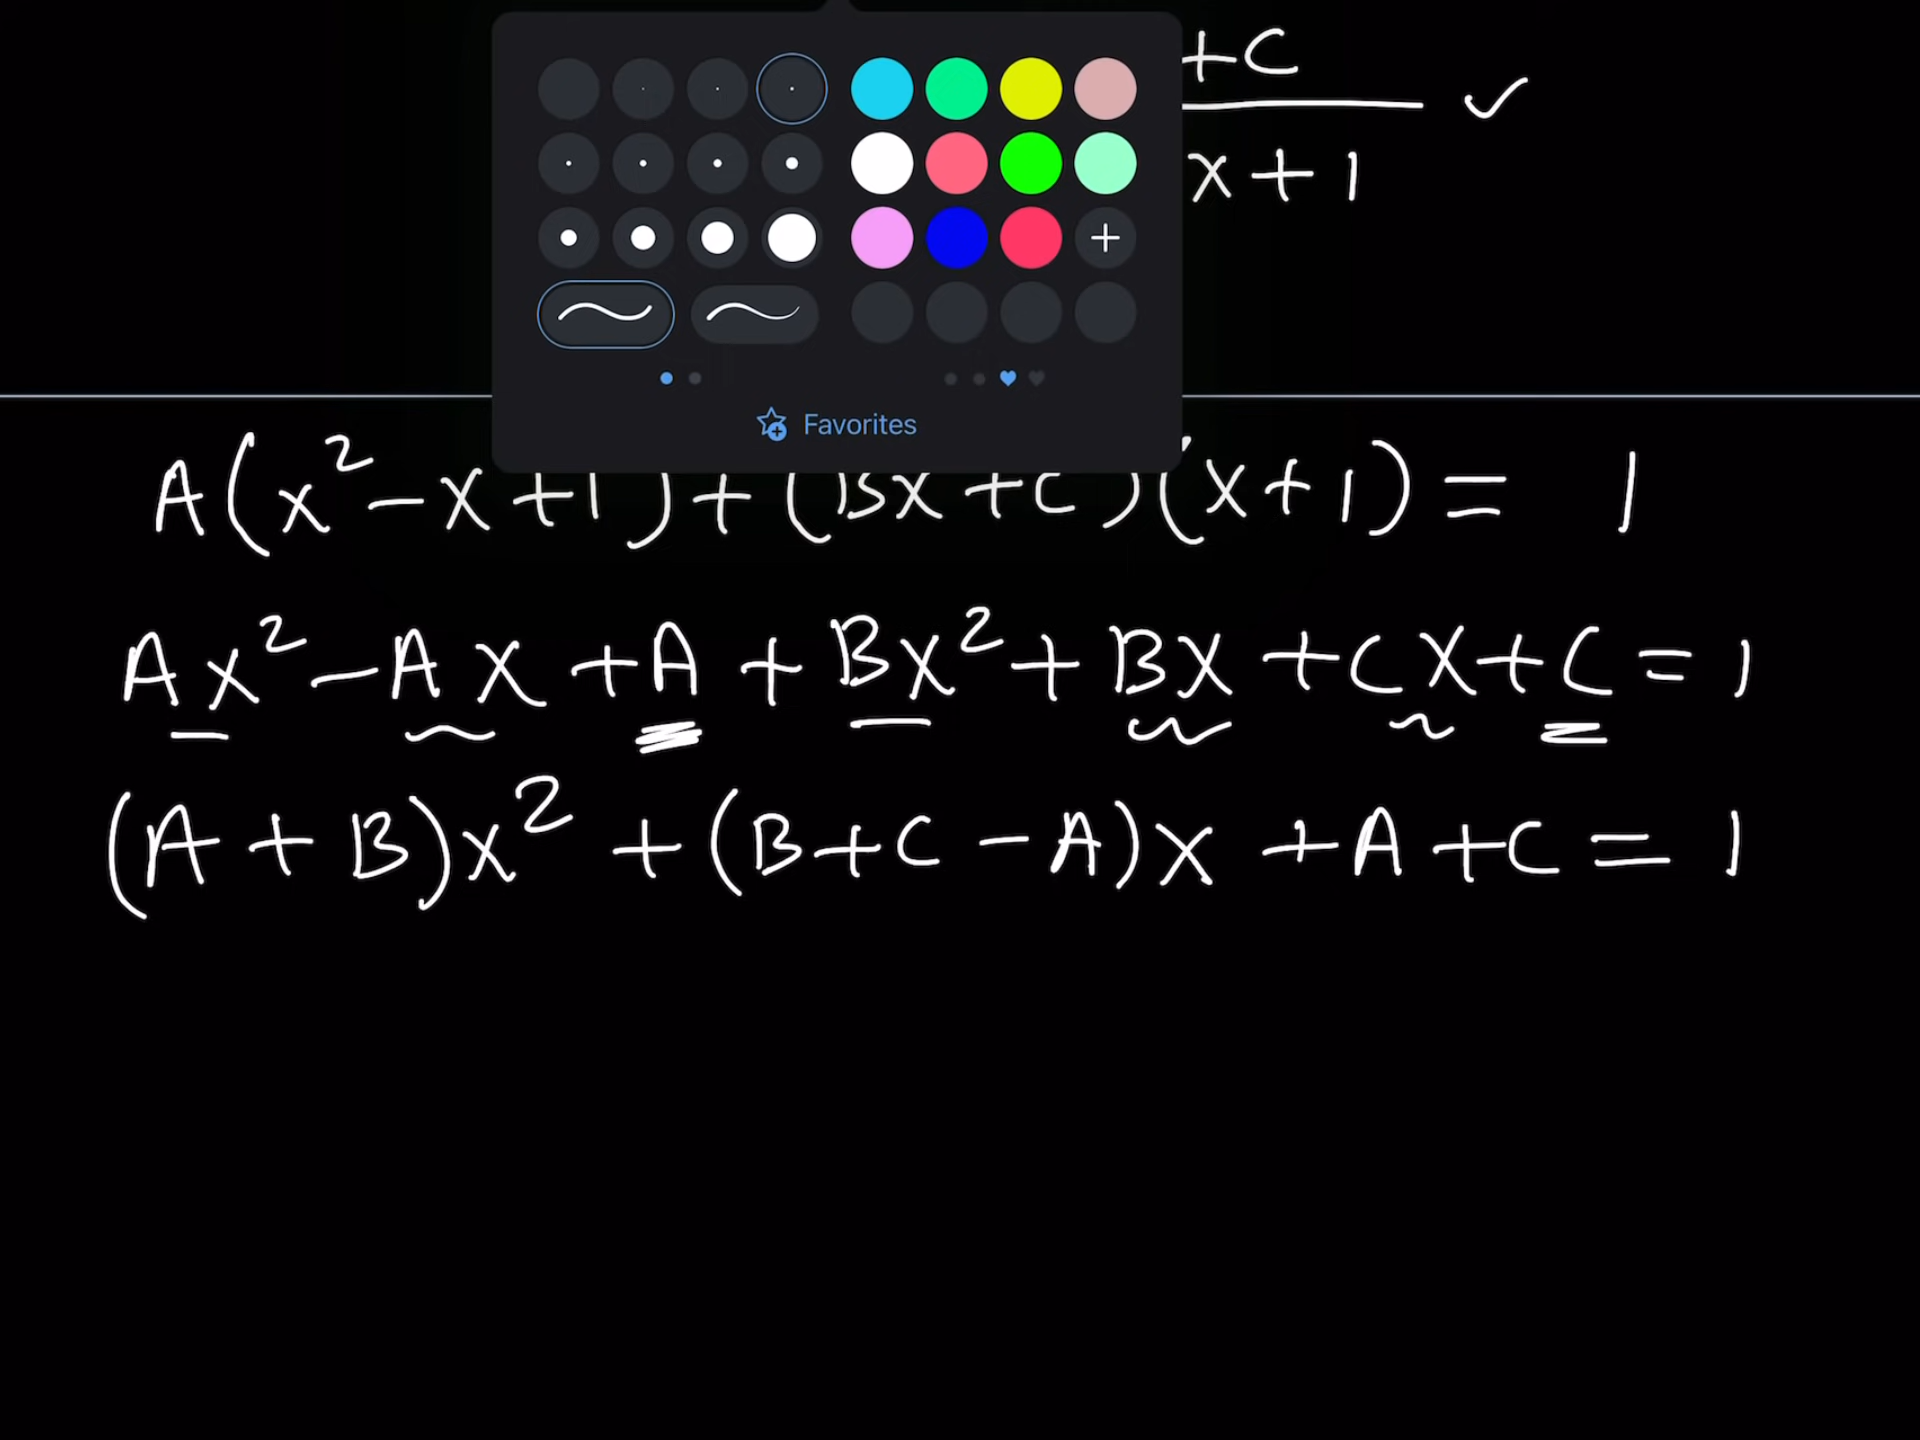 +C
x+1
Favorites
A(x²-x+1)+(Bx+C)(x+1)= 1
Ax²-Ax+A+Bx²+Bx+Cx+C=1
(A+B)x²+(B+C-A)x+A+C=1